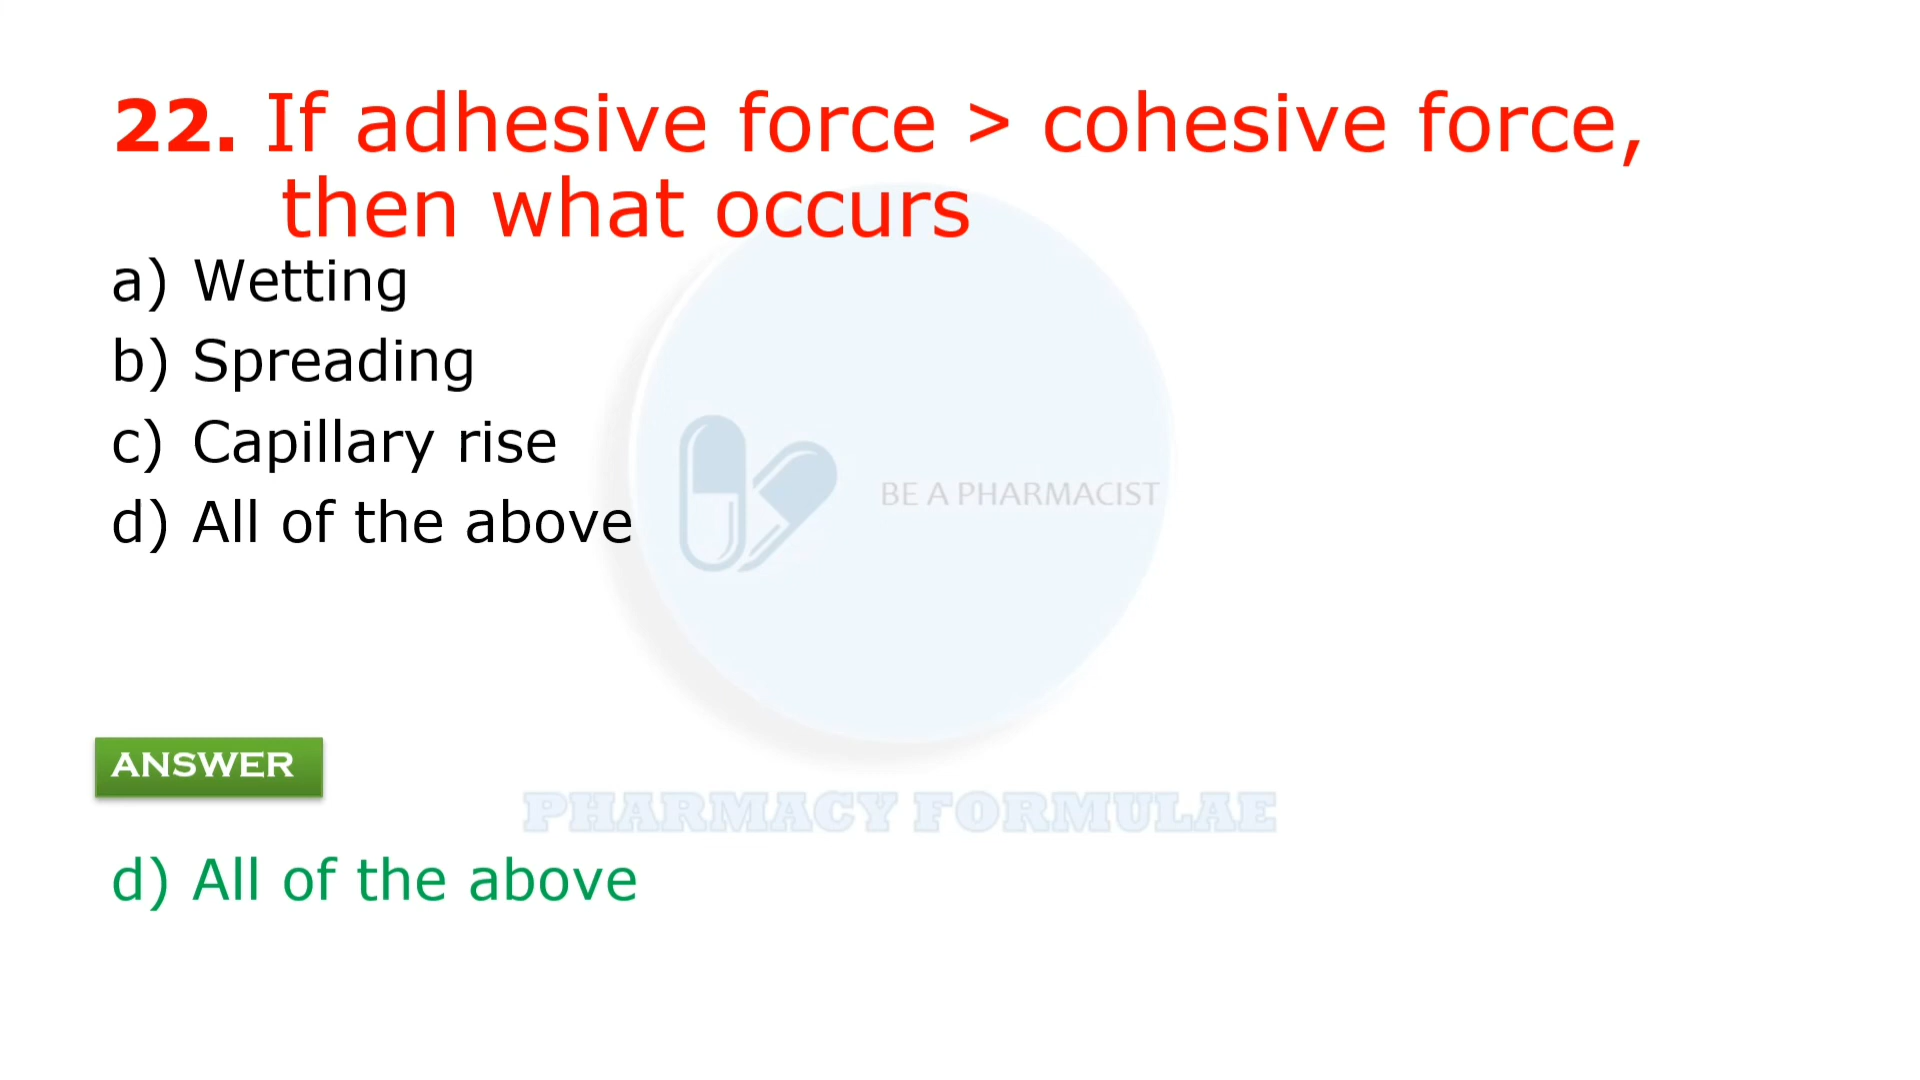 22. If adhesive force > cohesive force,
then what occurs
a) Wetting
b) Spreading
c) Capillary rise
d) All of the above
BE A PHARMACIST
ANSWER
PHARMACY FORMULAE
d) All of the above